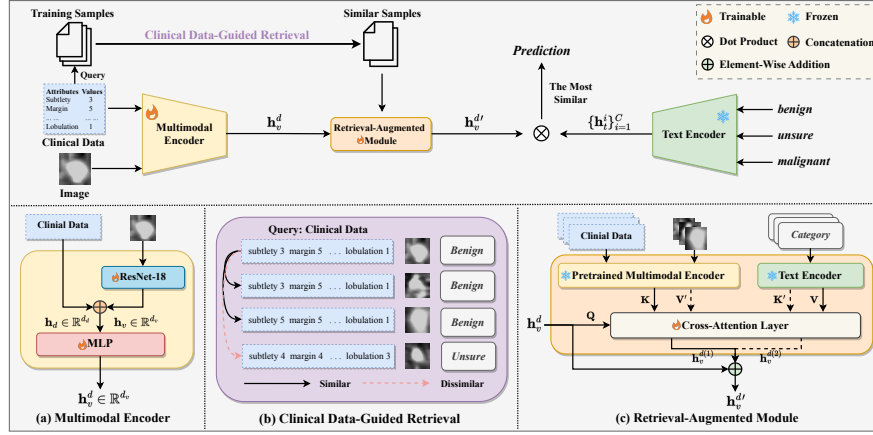 Training Samples
Similar Samples
Clinical Data-Guided Retrieval
Query
Attributes Values
Subtlety 3
Margin 5
... ... ...
Lobulation 1
Clinical Data
Image
Multimodal
Encoder
h_v^d
Retrieval-Augmented
Module
h_v^{d′}
Prediction
The Most
Similar
{h_t^i}_{i=1}^C
Text Encoder
benign
unsure
malignant
Trainable
Frozen
Dot Product
Concatenation
Element-Wise Addition
Clinial Data
ResNet-18
h_d ∈ ℝ^{d_d}
h_v ∈ ℝ^{d_v}
MLP
h_v^d ∈ ℝ^{d_v}
(a) Multimodal Encoder
Query: Clinical Data
subtlety 3 margin 5 ... lobulation 1
Benign
subtlety 3 margin 5 ... lobulation 1
Benign
subtlety 5 margin 5 ... lobulation 1
Benign
subtlety 4 margin 4 ... lobulation 3
Unsure
Similar
Dissimilar
(b) Clinical Data-Guided Retrieval
Clinial Data
Category
Pretrained Multimodal Encoder
Text Encoder
K
V′
K′
V
h_v^d
Q
Cross-Attention Layer
h_v^{d(1)}
h_v^{d(2)}
h_v^{d′}
(c) Retrieval-Augmented Module